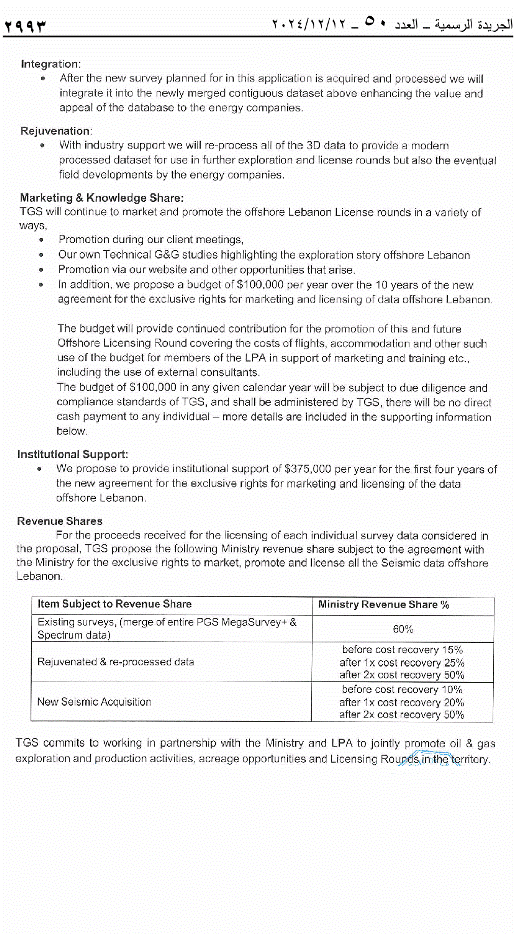 الجريدة الرسمية – العدد ٥٠ – ٢٠٢٤/١٢/١٢
٢٩٩٣
Integration:
• After the new survey planned for in this application is acquired and processed we will
integrate it into the newly merged contiguous dataset above enhancing the value and
appeal of the database to the energy companies.
Rejuvenation:
• With industry support we will re-process all of the 3D data to provide a modern
processed dataset for use in further exploration and license rounds but also the eventual
field developments by the energy companies.
Marketing & Knowledge Share:
TGS will continue to market and promote the offshore Lebanon License rounds in a variety of
ways,
• Promotion during our client meetings,
• Our own Technical G&G studies highlighting the exploration story offshore Lebanon
• Promotion via our website and other opportunities that arise.
• In addition, we propose a budget of $100,000 per year over the 10 years of the new
agreement for the exclusive rights for marketing and licensing of data offshore Lebanon.
The budget will provide continued contribution for the promotion of this and future
Offshore Licensing Round covering the costs of flights, accommodation and other such
use of the budget for members of the LPA in support of marketing and training etc.,
including the use of external consultants.
The budget of $100,000 in any given calendar year will be subject to due diligence and
compliance standards of TGS, and shall be administered by TGS, there will be no direct
cash payment to any individual – more details are included in the supporting information
below.
Institutional Support:
• We propose to provide institutional support of $375,000 per year for the first four years of
the new agreement for the exclusive rights for marketing and licensing of the data
offshore Lebanon.
Revenue Shares
For the proceeds received for the licensing of each individual survey data considered in
the proposal, TGS propose the following Ministry revenue share subject to the agreement with
the Ministry for the exclusive rights to market, promote and license all the Seismic data offshore
Lebanon.
Item Subject to Revenue Share
Ministry Revenue Share %
Existing surveys, (merge of entire PGS MegaSurvey+ &
Spectrum data)
60%
Rejuvenated & re-processed data
before cost recovery 15%
after 1x cost recovery 25%
after 2x cost recovery 50%
New Seismic Acquisition
before cost recovery 10%
after 1x cost recovery 20%
after 2x cost recovery 50%
TGS commits to working in partnership with the Ministry and LPA to jointly promote oil & gas
exploration and production activities, acreage opportunities and Licensing Rounds in the territory.